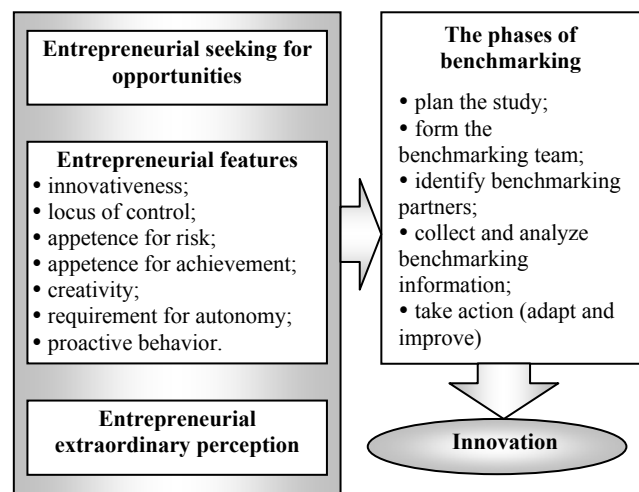 Entrepreneurial seeking for
opportunities
Entrepreneurial features
• innovativeness;
• locus of control;
• appetence for risk;
• appetence for achievement;
• creativity;
• requirement for autonomy;
• proactive behavior.
Entrepreneurial
extraordinary perception
The phases of
benchmarking
• plan the study;
• form the
benchmarking team;
• identify benchmarking
partners;
• collect and analyze
benchmarking
information;
• take action (adapt and
improve)
Innovation